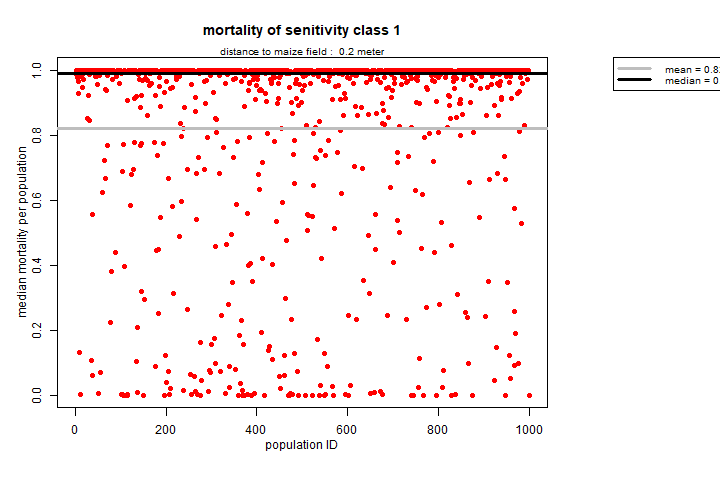 mortality of senitivity class 1
distance to maize field : 0.2 meter
mean = 0.82
median = 0
median mortality per population
1.0
0.8
0.6
0.4
0.2
0.0
0 200 400 600 800 1000
population ID